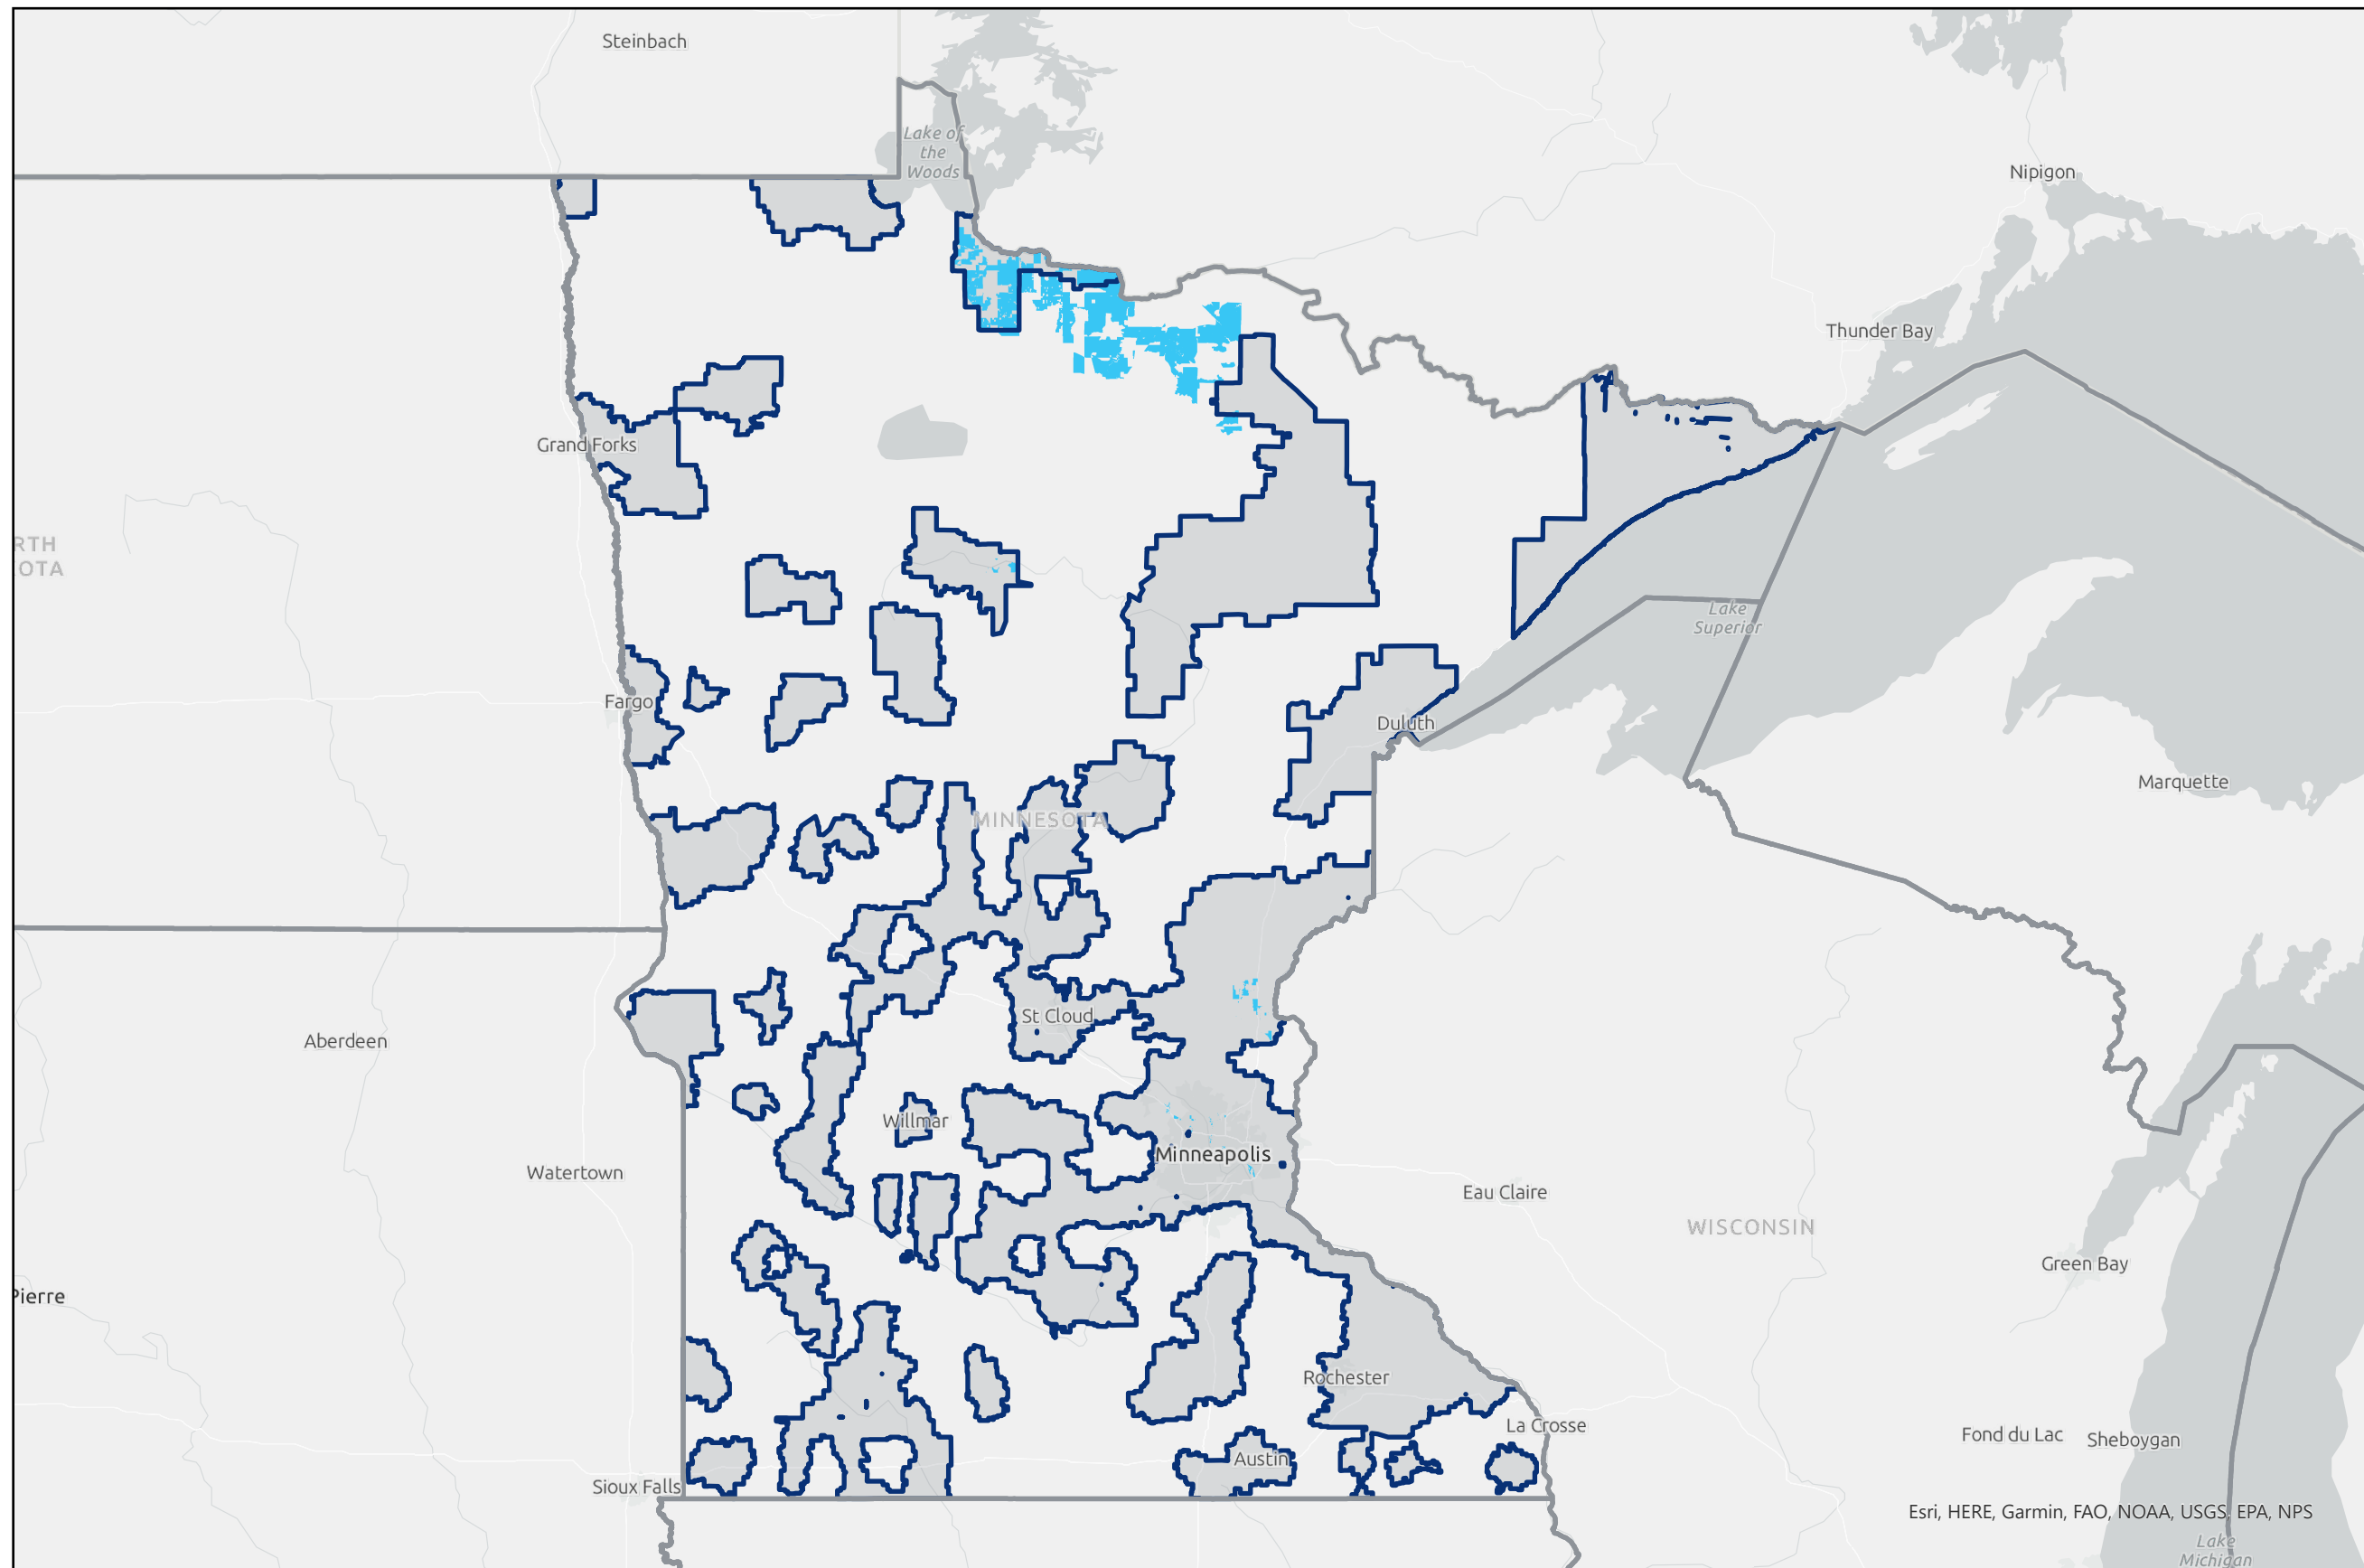 Steinbach
Lake of
the
Woods
Nipigon
Thunder Bay
Grand Forks
RTH
OTA
Lake
Superior
Fargo
Duluth
Marquette
MINNESOTA
St Cloud
Aberdeen
Willmar
Minneapolis
Watertown
Eau Claire
WISCONSIN
Green Bay
Pierre
Rochester
La Crosse
Fond du Lac
Sheboygan
Austin
Sioux Falls
Esri, HERE, Garmin, FAO, NOAA, USGS, EPA, NPS
Lake
Michigan